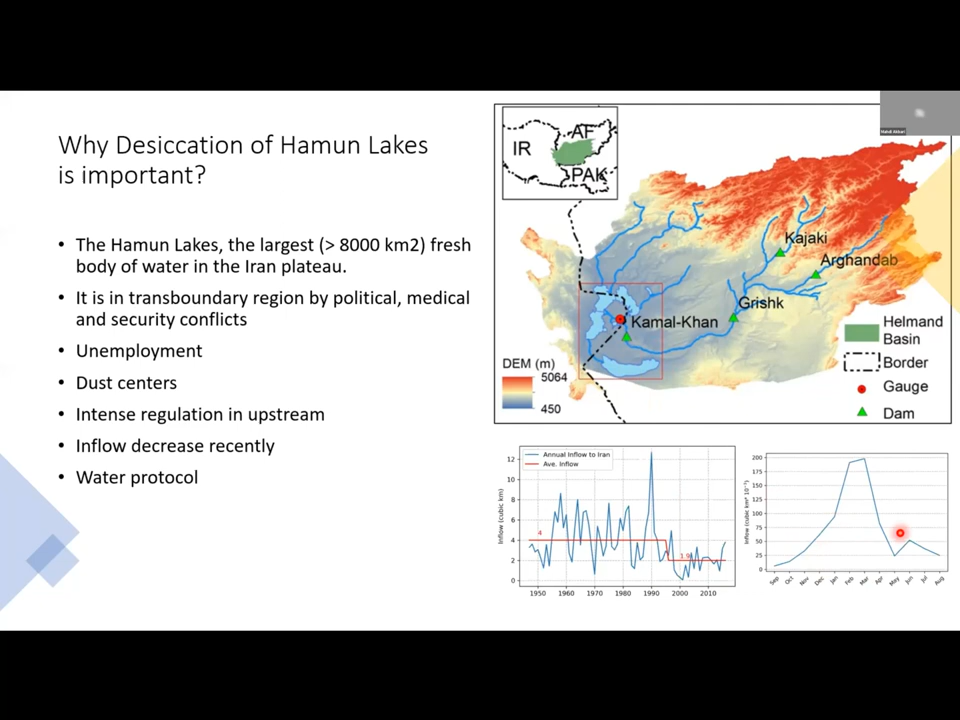 Why Desiccation of Hamun Lakes
is important?
• The Hamun Lakes, the largest (> 8000 km2) fresh
body of water in the Iran plateau.
• It is in transboundary region by political, medical
and security conflicts
• Unemployment
• Dust centers
• Intense regulation in upstream
• Inflow decrease recently
• Water protocol
AF
IR
PAK
Kajaki
Arghandab
Grishk
Kamal-Khan
Helmand
Basin
Border
Gauge
Dam
DEM (m)
5064
450
Annual Inflow to Iran
Ave. Inflow
Inflow (cubic km)
12
10
8
6
4
2
0
4
1.9
1950 1960 1970 1980 1990 2000 2010
200
175
150
125
100
75
50
25
0
Sep Oct Nov Dec Jan Feb Mar Apr May Jun Jul Aug